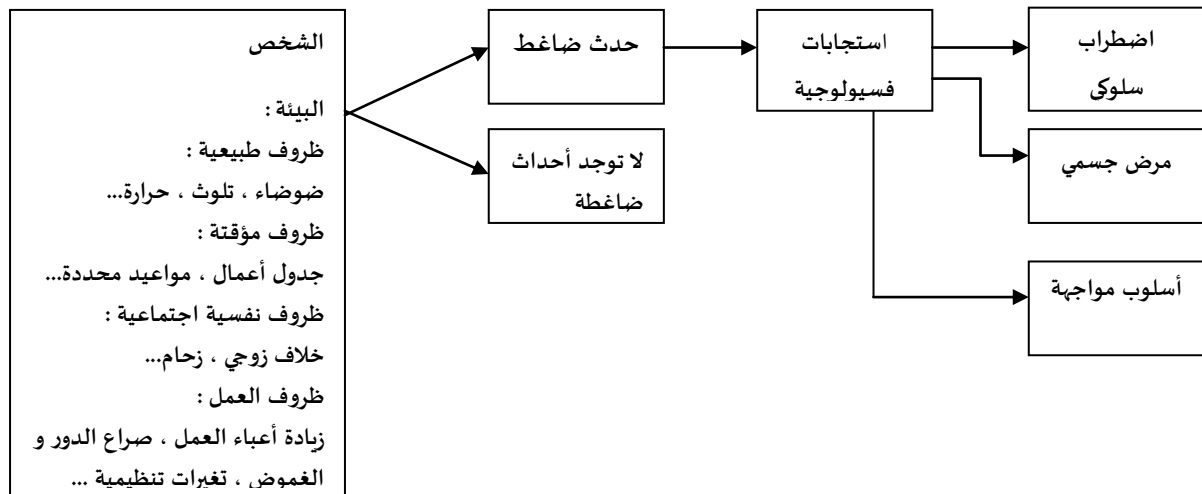 الشخص
البيئة :
ظروف طبيعية :
ضوضاء ، تلوث ، حرارة...
ظروف مؤقتة :
جدول أعمال ، مواعيد محددة...
ظروف نفسية اجتماعية :
خلاف زوجي ، زحام...
ظروف العمل :
زيادة أعباء العمل ، صراع الدور و
الغموض ، تغيرات تنظيمية ...
حدث ضاغط
لا توجد أحداث
ضاغطة
استجابات
فسيولوجية
اضطراب
سلوكى
مرض جسمي
أسلوب مواجهة